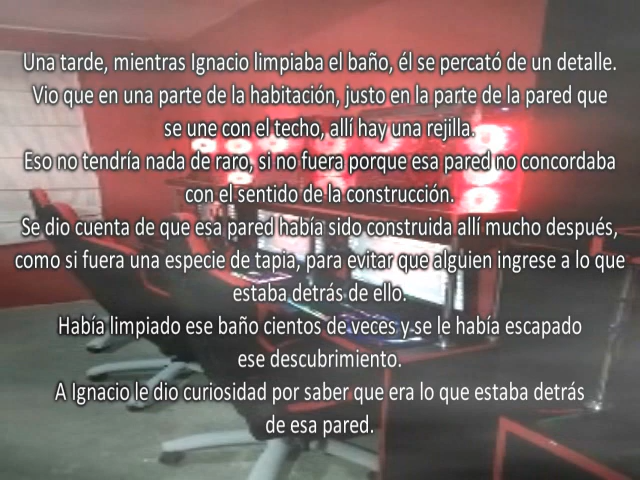 Una tarde, mientras Ignacio limpiaba el baño, él se percató de un detalle.
Vio que en una parte de la habitación, justo en la parte de la pared que
se une con el techo, allí hay una rejilla.
Eso no tendría nada de raro, si no fuera porque esa pared no concordaba
con el sentido de la construcción.
Se dio cuenta de que esa pared había sido construida allí mucho después,
como si fuera una especie de tapia, para evitar que alguien ingrese a lo que
estaba detrás de ello.
Había limpiado ese baño cientos de veces y se le había escapado
ese descubrimiento.
A Ignacio le dio curiosidad por saber que era lo que estaba detrás
de esa pared.